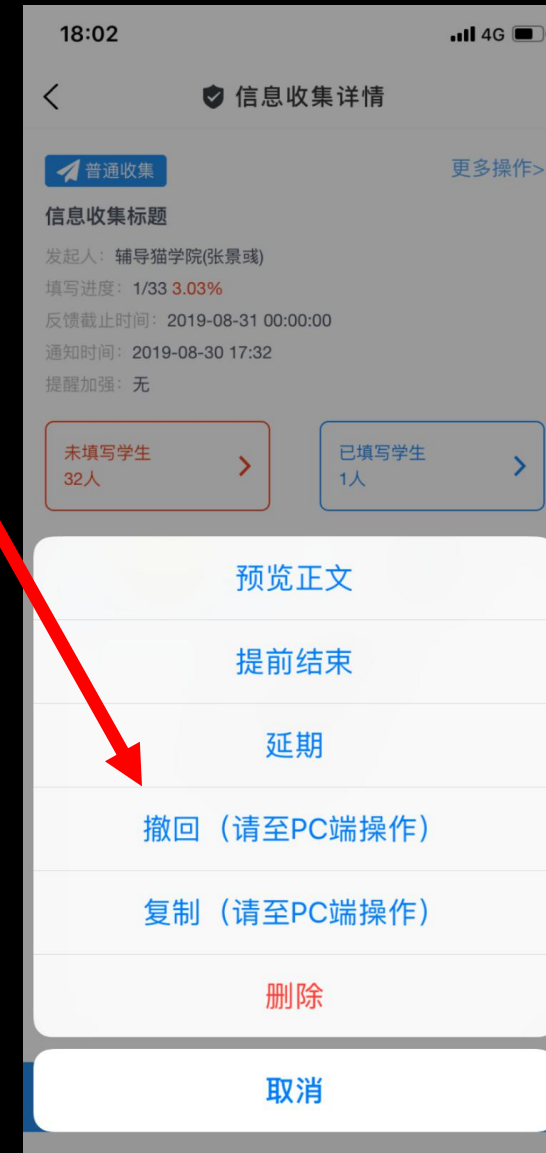 18:02
4G
信息收集详情
普通收集
更多操作>
信息收集标题
发起人：辅导猫学院(张景彧)
填写进度：1/33 3.03%
反馈截止时间：2019-08-31 00:00:00
通知时间：2019-08-30 17:32
提醒加强：无
未填写学生
32人
已填写学生
1人
预览正文
提前结束
延期
撤回（请至PC端操作）
复制（请至PC端操作）
删除
取消